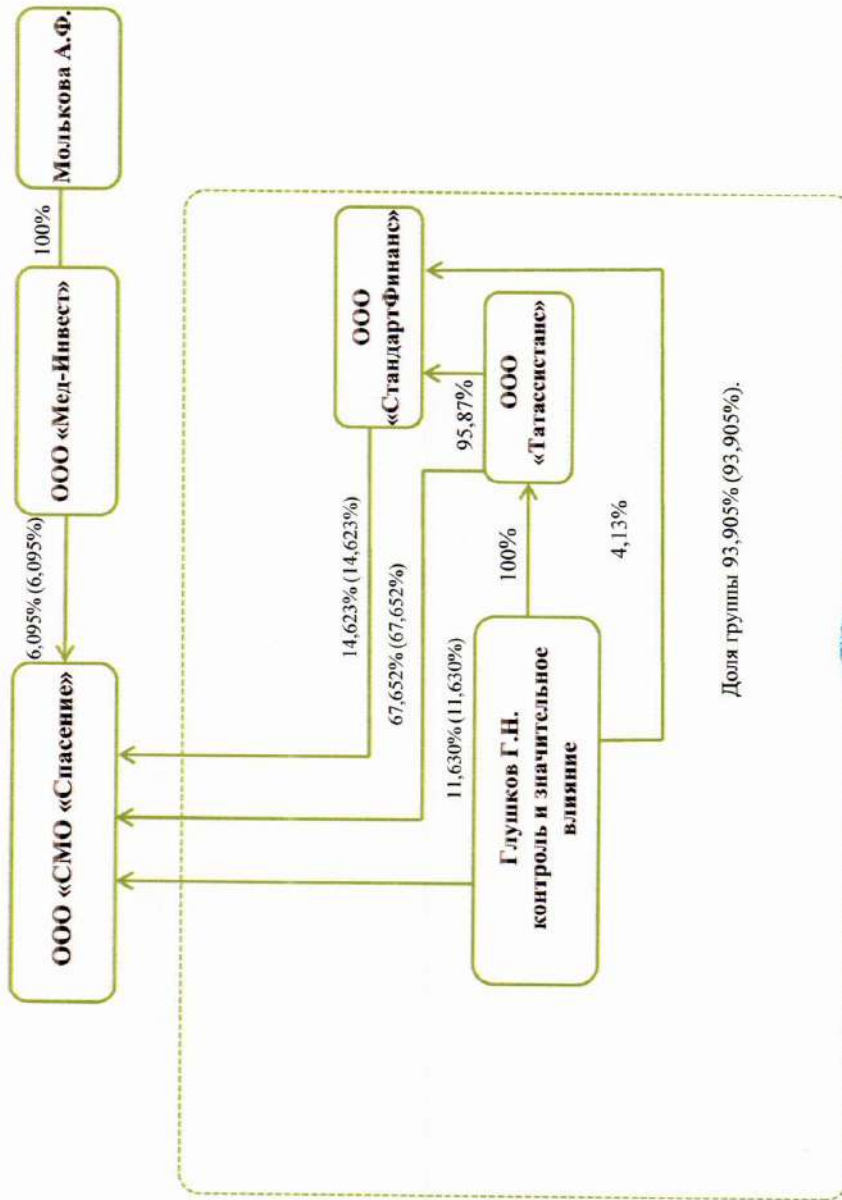 ООО «СМО «Спасение»
6,095% (6,095%)
ООО «Мед-Инвест»
100%
Молькова А.Ф.
14,623% (14,623%)
ООО
«СтандартФинанс»
67,652% (67,652%)
95,87%
ООО
«Татассистанс»
11,630% (11,630%)
100%
Глушков Г.Н.
контроль и значительное
влияние
4,13%
Доля группы 93,905% (93,905%).